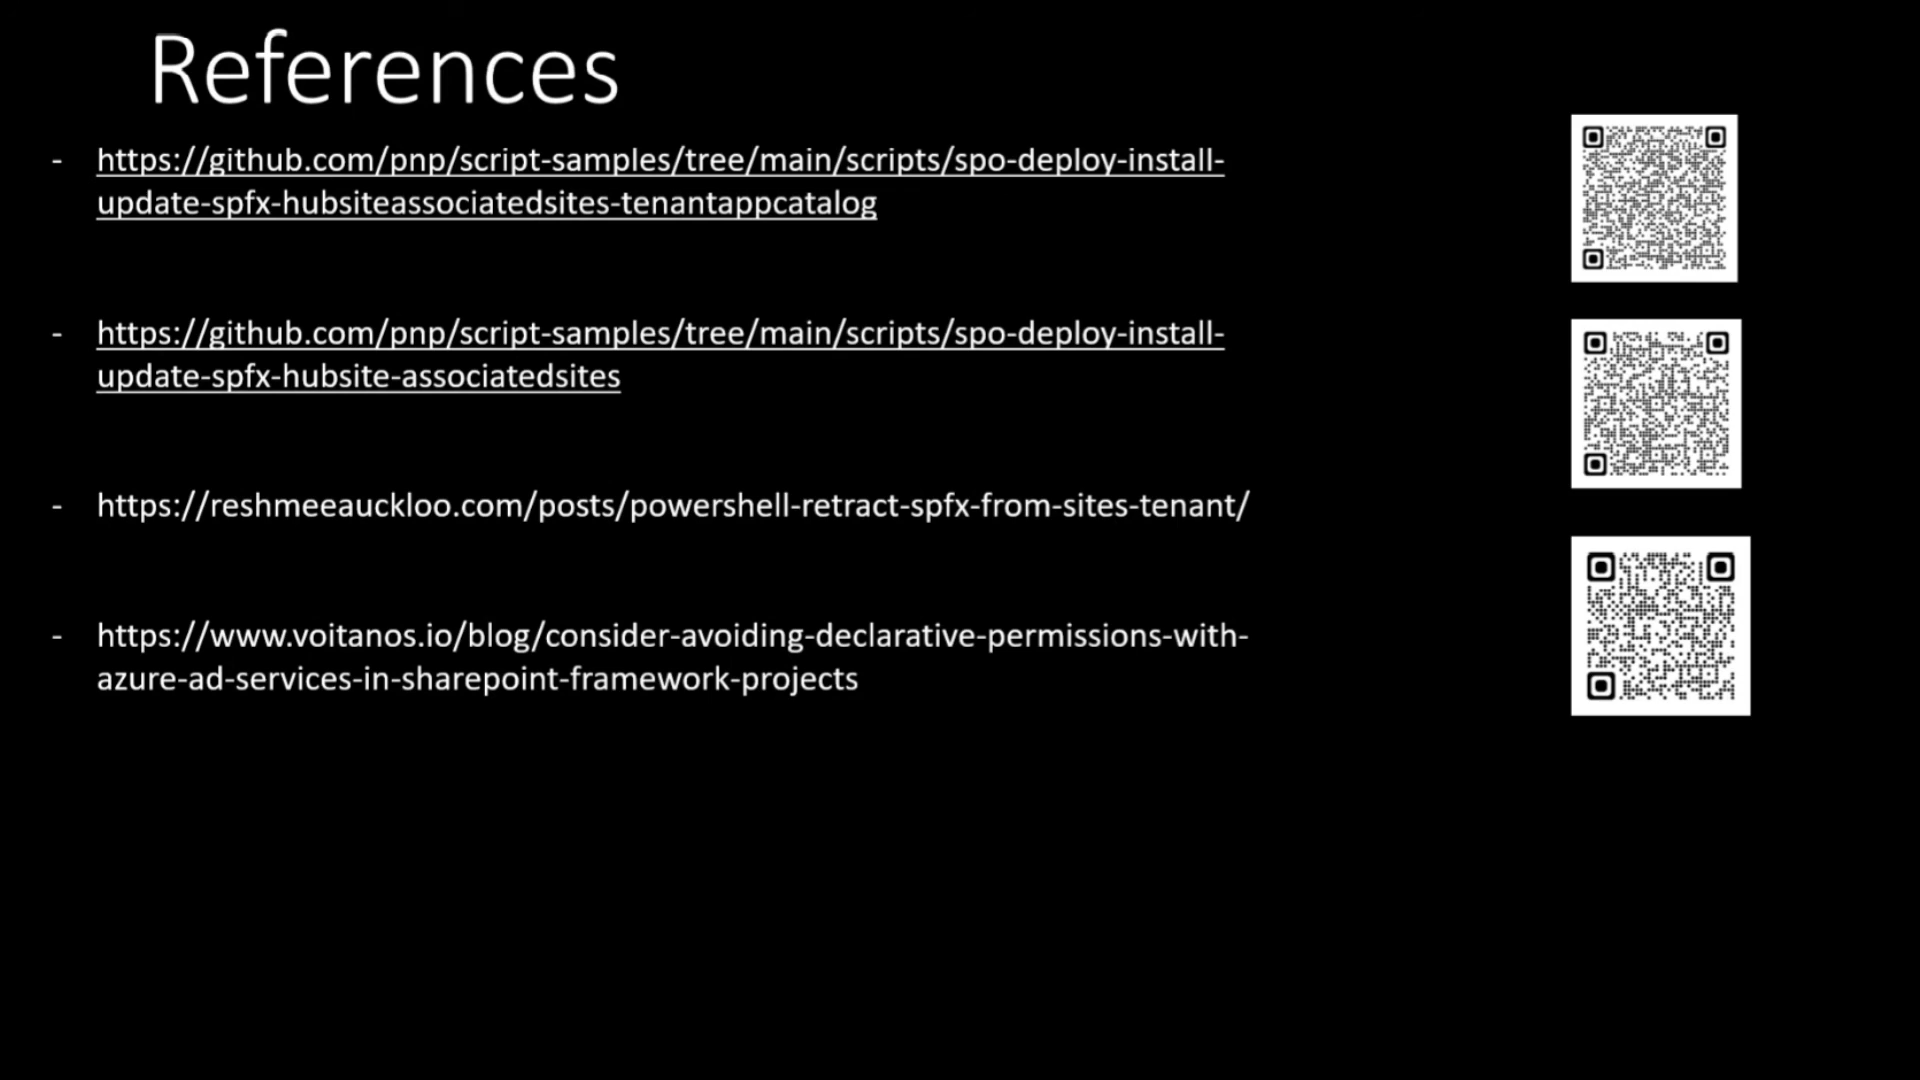 References
- https://github.com/pnp/script-samples/tree/main/scripts/spo-deploy-install-
update-spfx-hubsiteassociatedsites-tenantappcatalog
- https://github.com/pnp/script-samples/tree/main/scripts/spo-deploy-install-
update-spfx-hubsite-associatedsites
- https://reshmeeauckloo.com/posts/powershell-retract-spfx-from-sites-tenant/
- https://www.voitanos.io/blog/consider-avoiding-declarative-permissions-with-
azure-ad-services-in-sharepoint-framework-projects